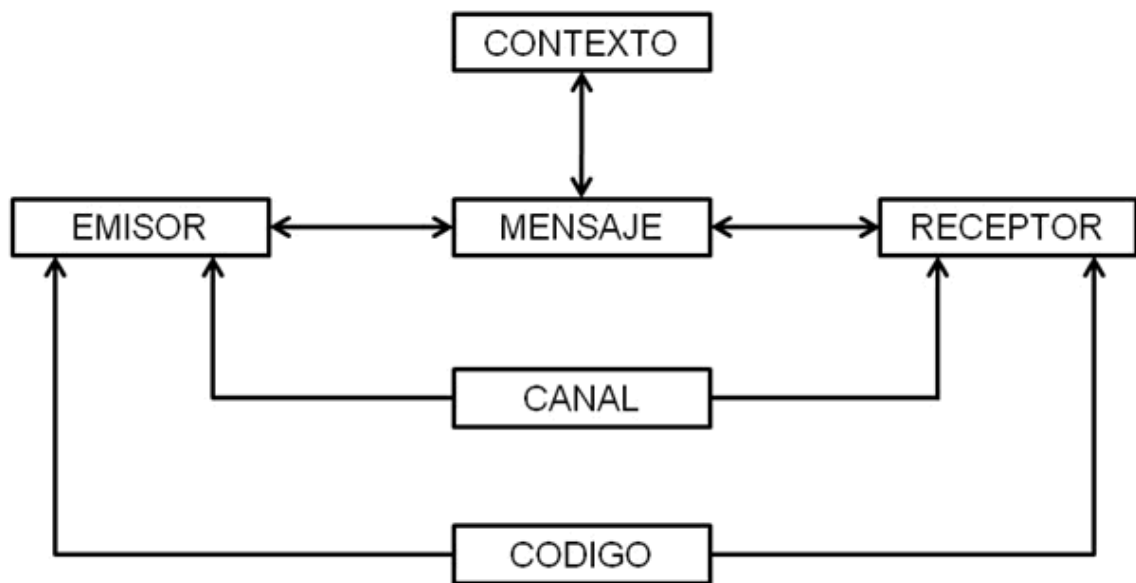 CONTEXTO
EMISOR
MENSAJE
RECEPTOR
CANAL
CODIGO